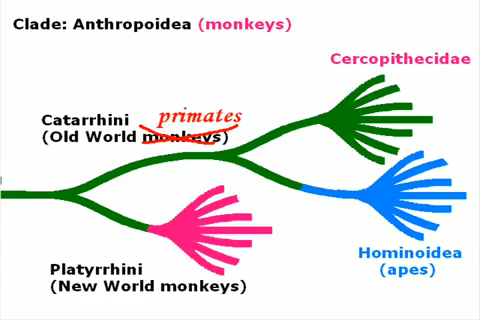 Clade: Anthropoidea (monkeys)
Cercopithecidae
primates
Catarrhini
(Old World monkeys)
Hominoidea
(apes)
Platyrrhini
(New World monkeys)